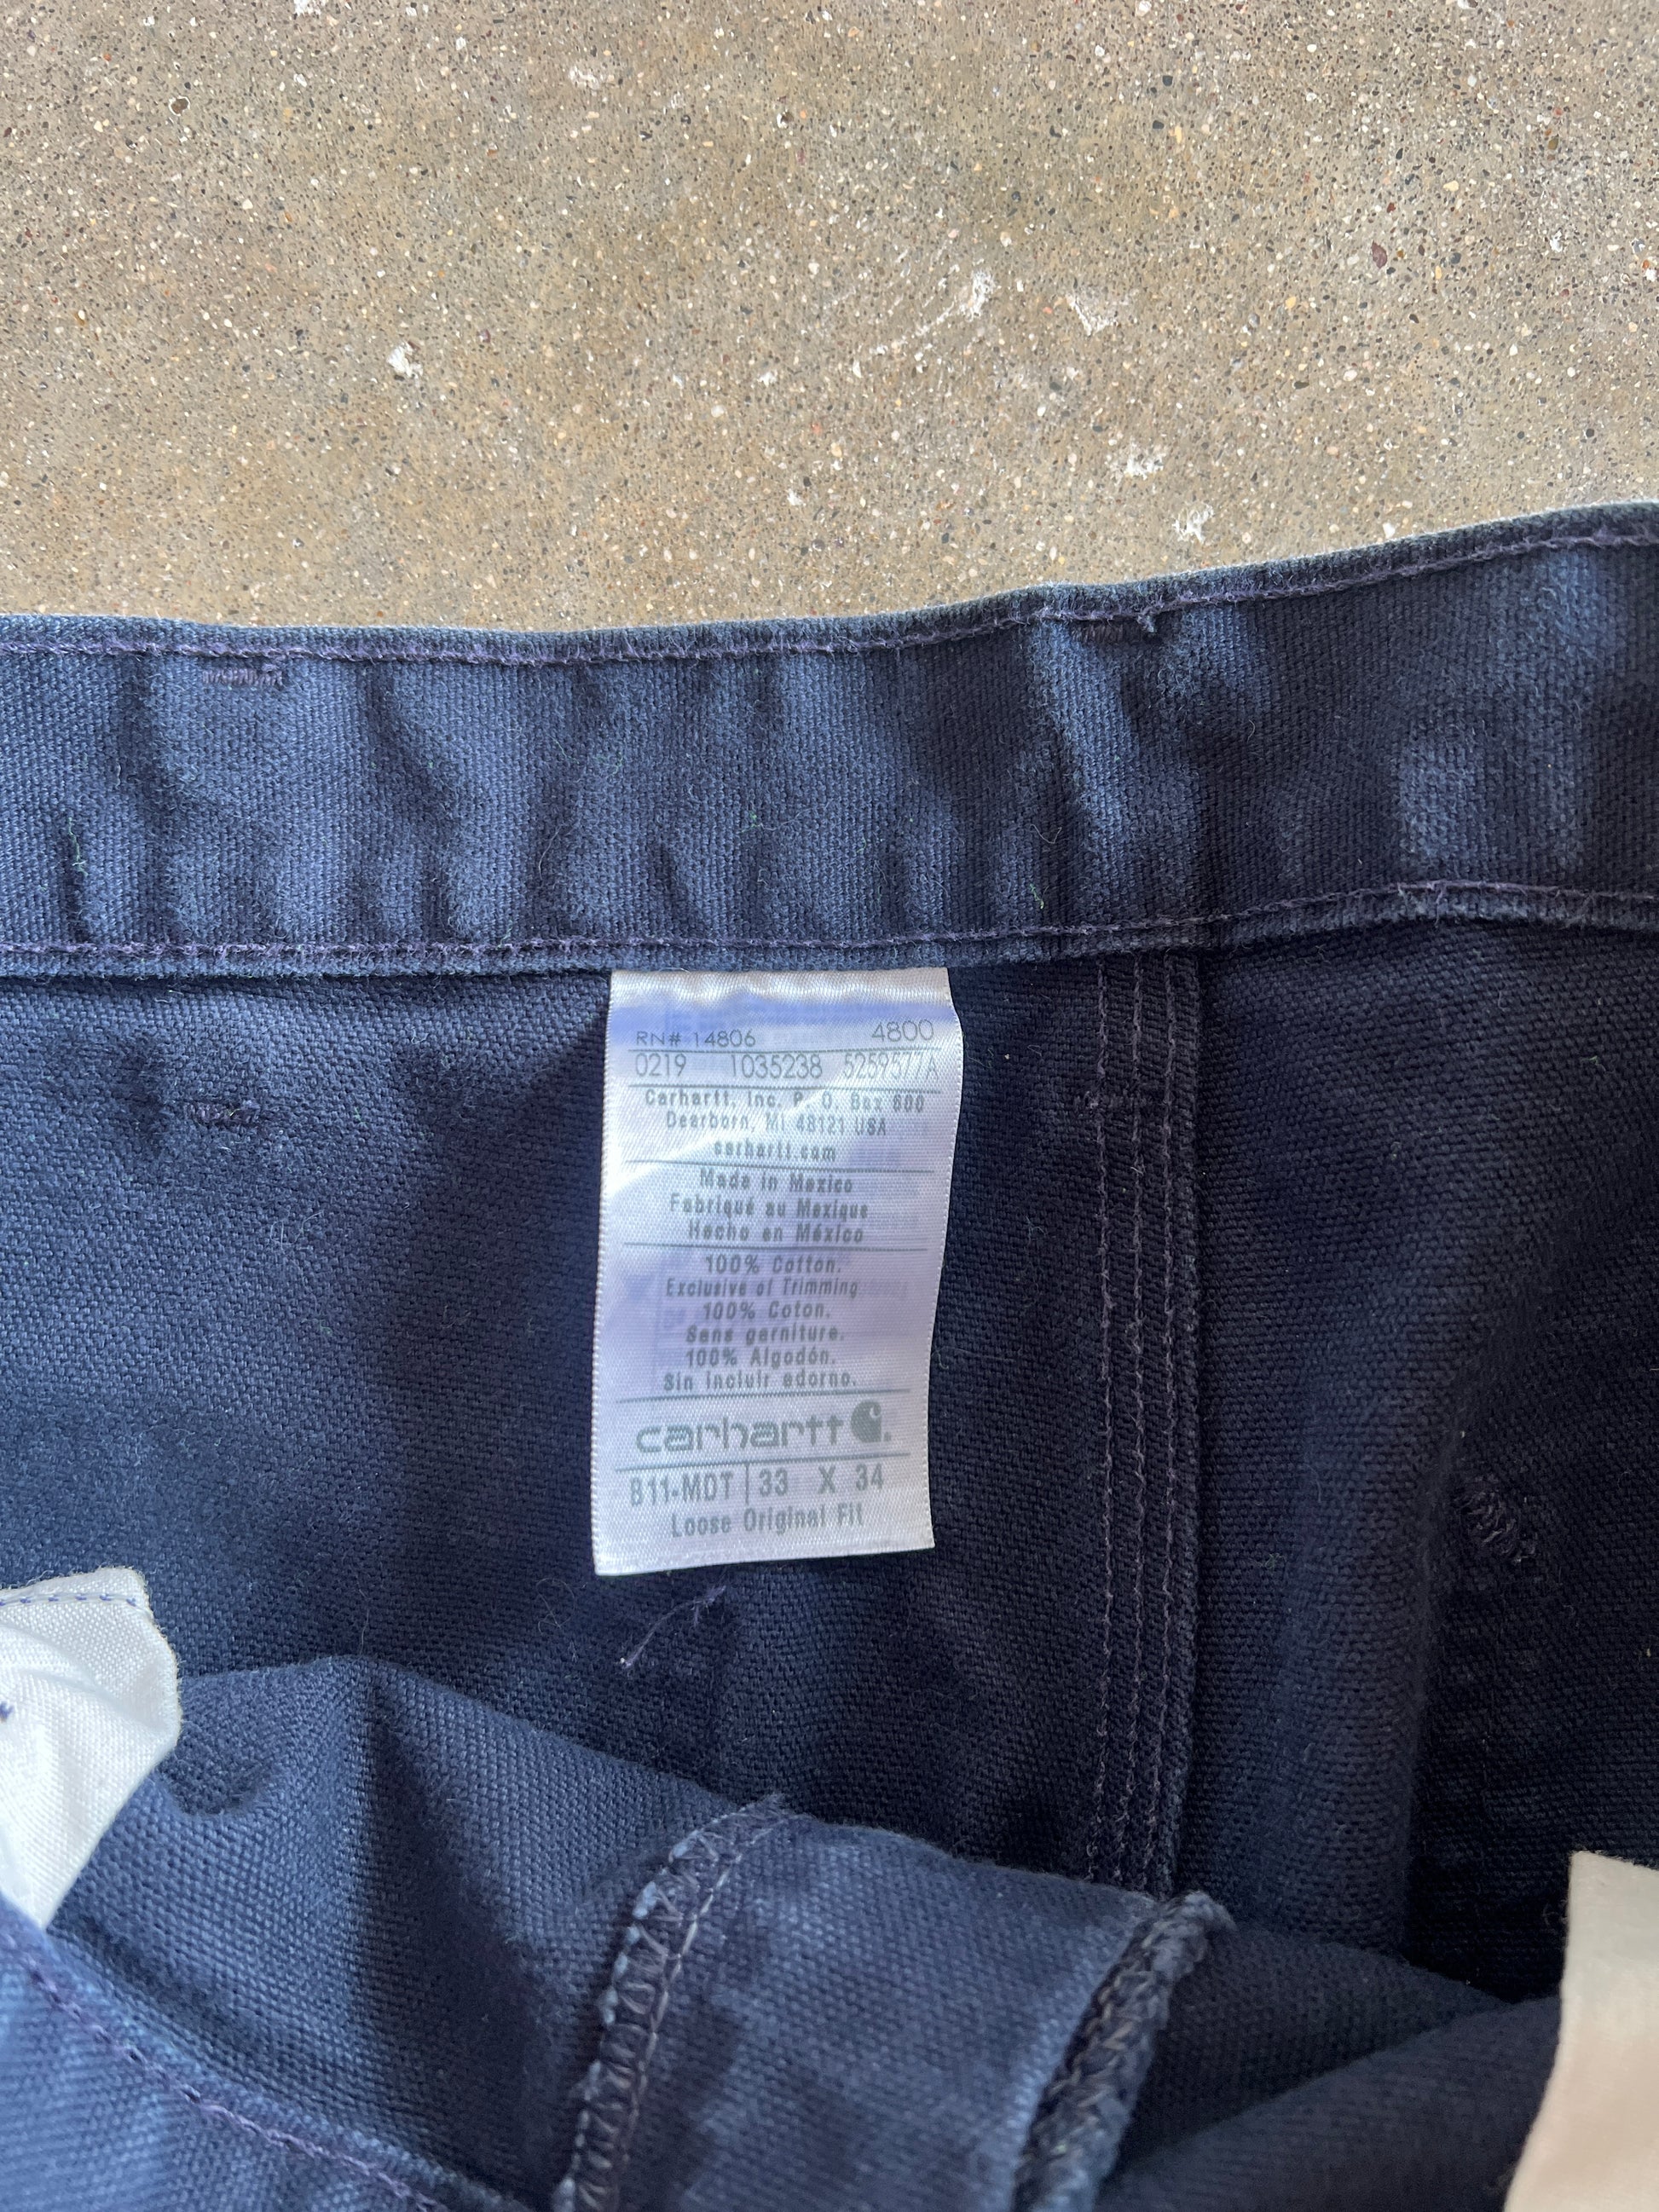 RN# 14806 4800
0219 1035238 5259577A
Carhartt, Inc. P. O. Box 600
Dearborn, MI 48121 USA
carhartt.com
Made in Mexico
Fabriqué au Mexique
Hecho en México
100% Cotton.
Exclusive of Trimming
100% Coton.
Sans garniture.
100% Algodón.
Sin incluir adorno.
carhartt
B11-MDT 33 X 34
Loose Original Fit